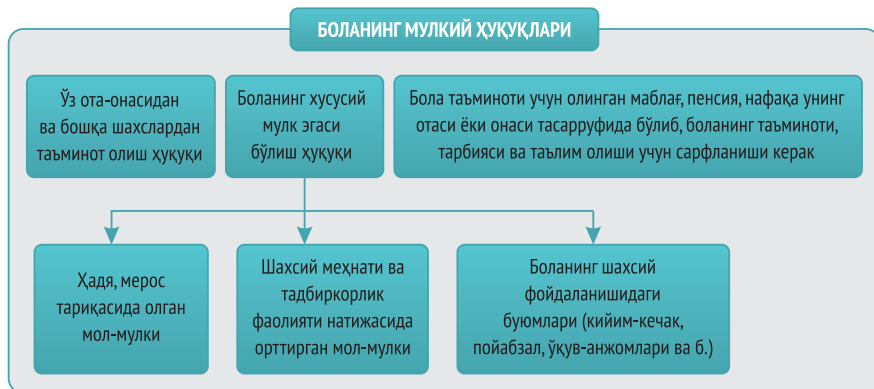 БОЛАНИНГ МУЛКИЙ ҲУҚУҚЛАРИ
Ўз ота-онасидан
ва бошқа шахслардан
таъминот олиш ҳуқуқи
Боланинг хусусий
мулк эгаси
бўлиш ҳуқуқи
Бола таъминоти учун олинган маблағ, пенсия, нафақа унинг
отаси ёки онаси тасарруфида бўлиб, боланинг таъминоти,
тарбияси ва таълим олиши учун сарфланиши керак
Ҳадя, мерос
тариқасида олган
мол-мулки
Шахсий меҳнати ва
тадбиркорлик
фаолияти натижасида
орттирган мол-мулки
Боланинг шахсий
фойдаланишидаги
буюмлари (кийим-кечак,
пойабзал, ўқув-анжомлари ва б.)